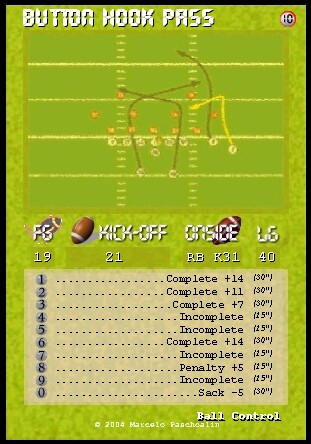 BUTTON HOOK PASS
10
FG KICK-OFF ONSIDE LG
19 Z1 RB K31 40
1 ........................Complete +14 (30")
2 ........................Complete +11 (30")
3 .........................Complete +7 (30")
4 ..........................Incomplete (15")
5 ..........................Incomplete (15")
6 ........................Complete +14 (30")
7 ..........................Incomplete (15")
8 ..........................Penalty +5 (15")
9 ..........................Incomplete (15")
0 .............................Sack -5 (30")
Ball Control
© 2004 Marcelo Paschoalin